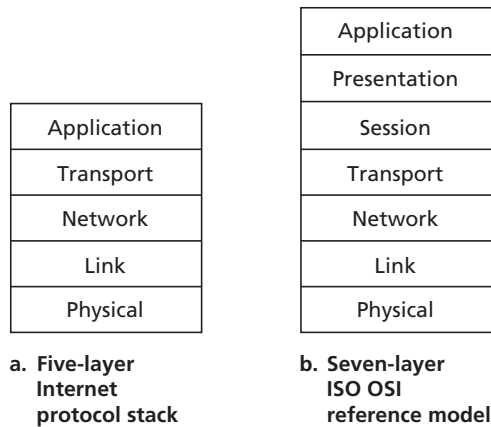 Application
Transport
Network
Link
Physical
a. Five-layer
Internet
protocol stack
Application
Presentation
Session
Transport
Network
Link
Physical
b. Seven-layer
ISO OSI
reference model